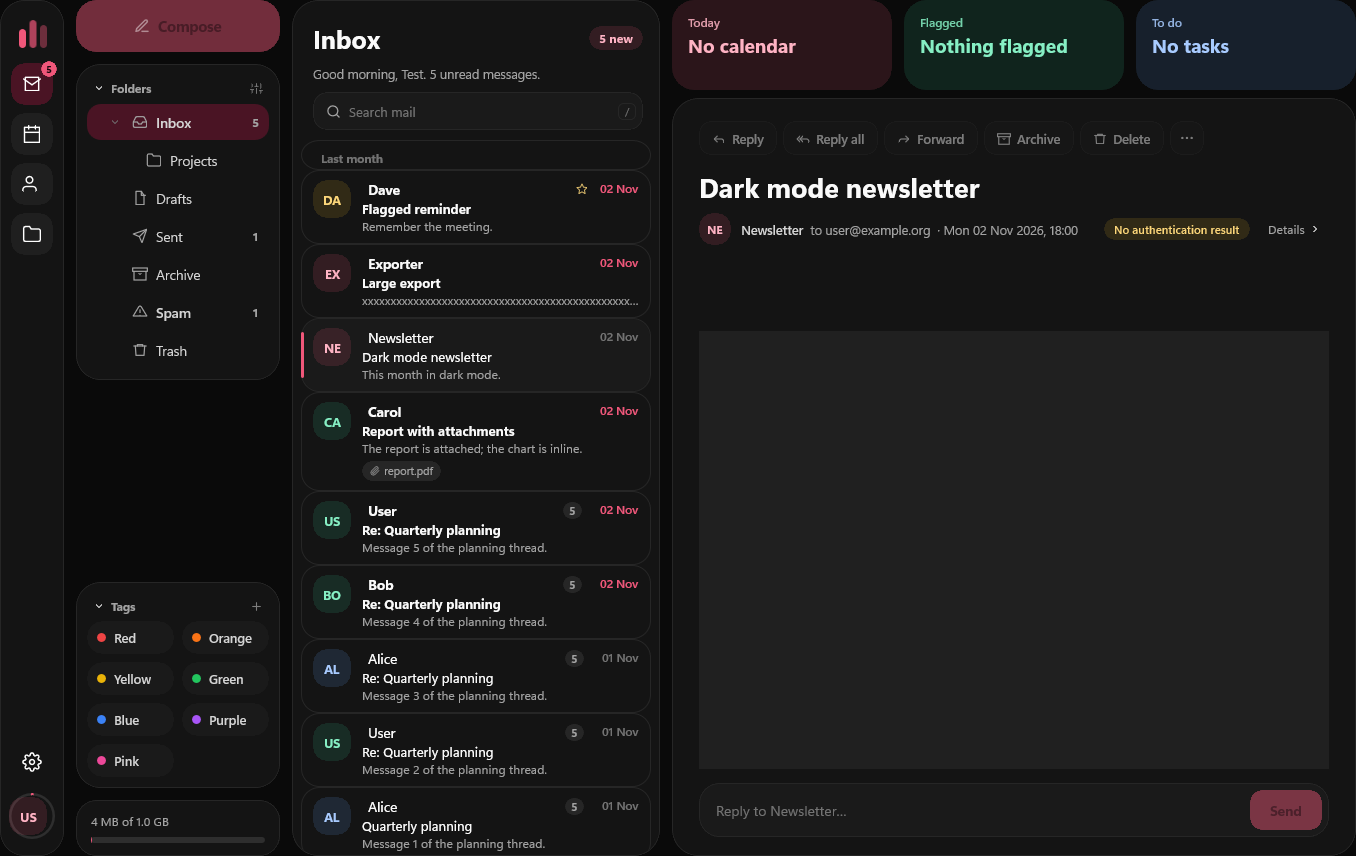 Compose
5
Folders
Inbox 5
Projects
Drafts
Sent 1
Archive
Spam 1
Trash
Tags
Red
Orange
Yellow
Green
Blue
Purple
Pink
4 MB of 1.0 GB
US
Inbox
5 new
Good morning, Test. 5 unread messages.
Search mail /
Last month
DA
Dave 02 Nov
Flagged reminder
Remember the meeting.
EX
Exporter 02 Nov
Large export
NE
Newsletter 02 Nov
Dark mode newsletter
This month in dark mode.
CA
Carol 02 Nov
Report with attachments
The report is attached; the chart is inline.
report.pdf
US
User 5 02 Nov
Re: Quarterly planning
Message 5 of the planning thread.
BO
Bob 5 02 Nov
Re: Quarterly planning
Message 4 of the planning thread.
AL
Alice 5 01 Nov
Re: Quarterly planning
Message 3 of the planning thread.
US
User 5 01 Nov
Re: Quarterly planning
Message 2 of the planning thread.
AL
Alice 5 01 Nov
Quarterly planning
Message 1 of the planning thread.
Today
No calendar
Flagged
Nothing flagged
To do
No tasks
Reply
Reply all
Forward
Archive
Delete
Dark mode newsletter
NE
Newsletter to user@example.org · Mon 02 Nov 2026, 18:00
No authentication result
Details
Reply to Newsletter...
Send